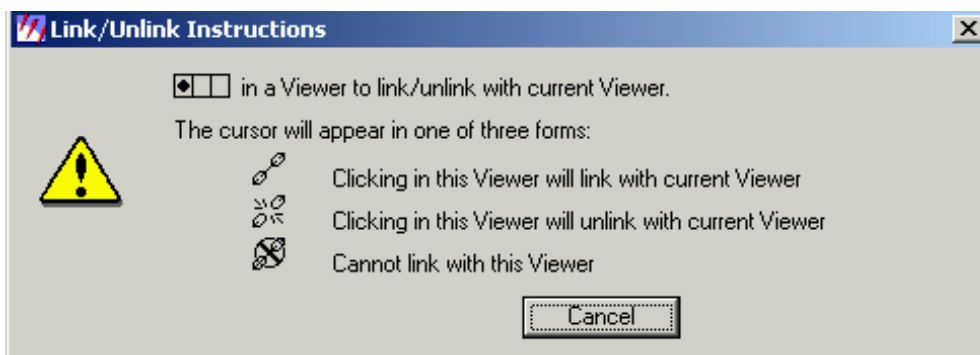 Link/Unlink Instructions
in a Viewer to link/unlink with current Viewer.
The cursor will appear in one of three forms:
Clicking in this Viewer will link with current Viewer
Clicking in this Viewer will unlink with current Viewer
Cannot link with this Viewer
Cancel